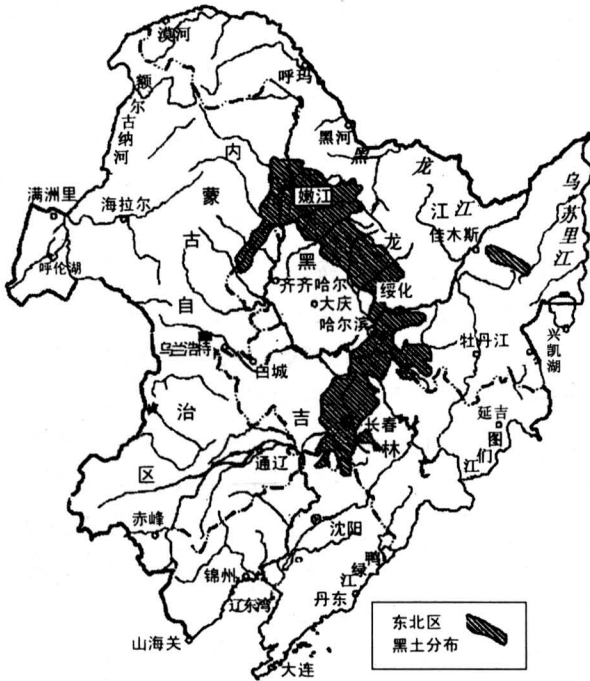 漠河
呼玛
额
尔
古
纳
河
黑河
黑
龙
江
内
蒙
古
自
治
区
嫩江
乌
苏
里
江
满洲里
海拉尔
江
佳木斯
龙
黑
呼伦湖
齐齐哈尔
绥化
大庆
哈尔滨
牡丹江
兴
凯
湖
乌兰浩特
白城
吉
林
延吉
图
们
江
长春
通辽
赤峰
沈阳
鸭
绿
江
锦州
辽东湾
丹东
山海关
大连
东北区
黑土分布